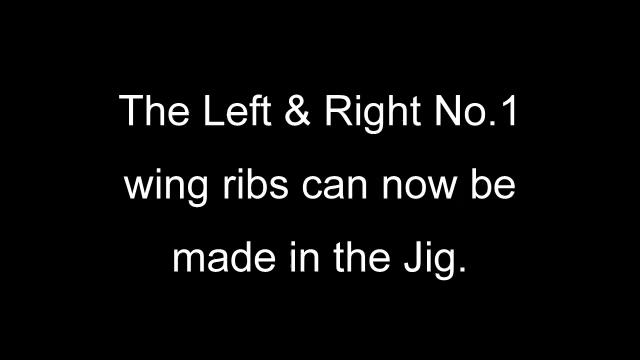 The Left & Right No.1
wing ribs can now be
made in the Jig.